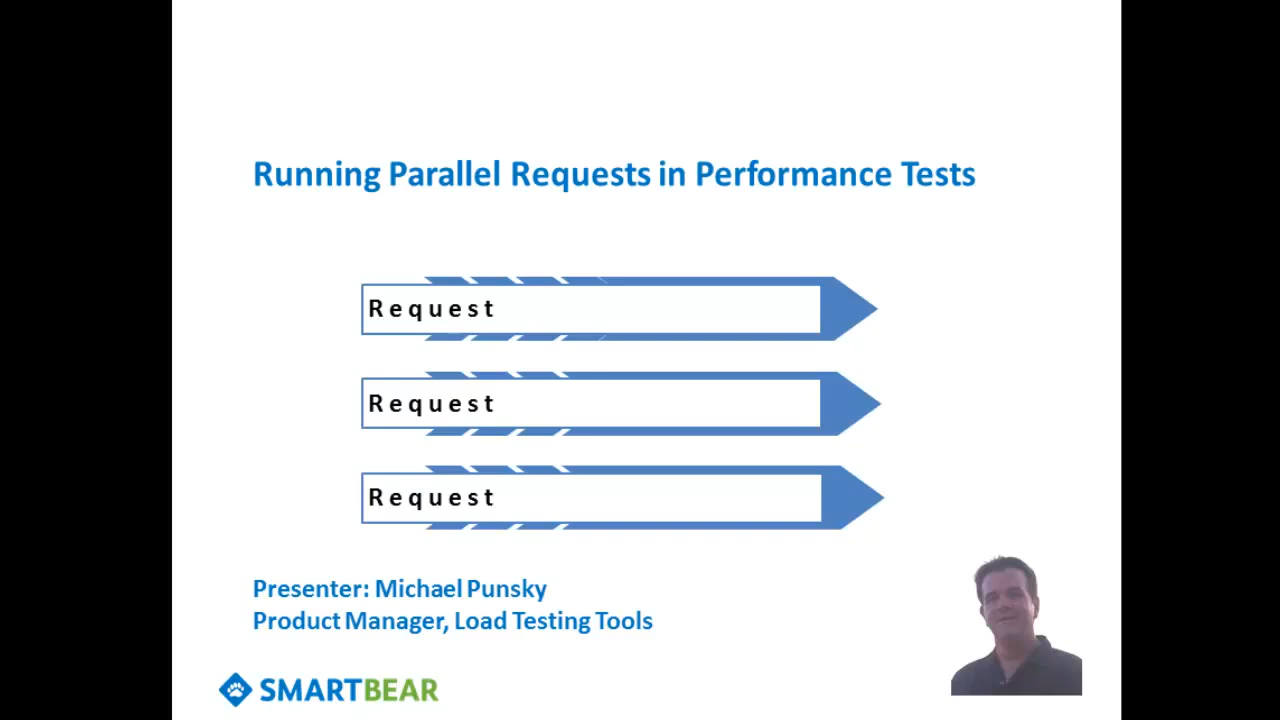 Running Parallel Requests in Performance Tests
Request
Request
Request
Presenter: Michael Punsky
Product Manager, Load Testing Tools
SMARTBEAR